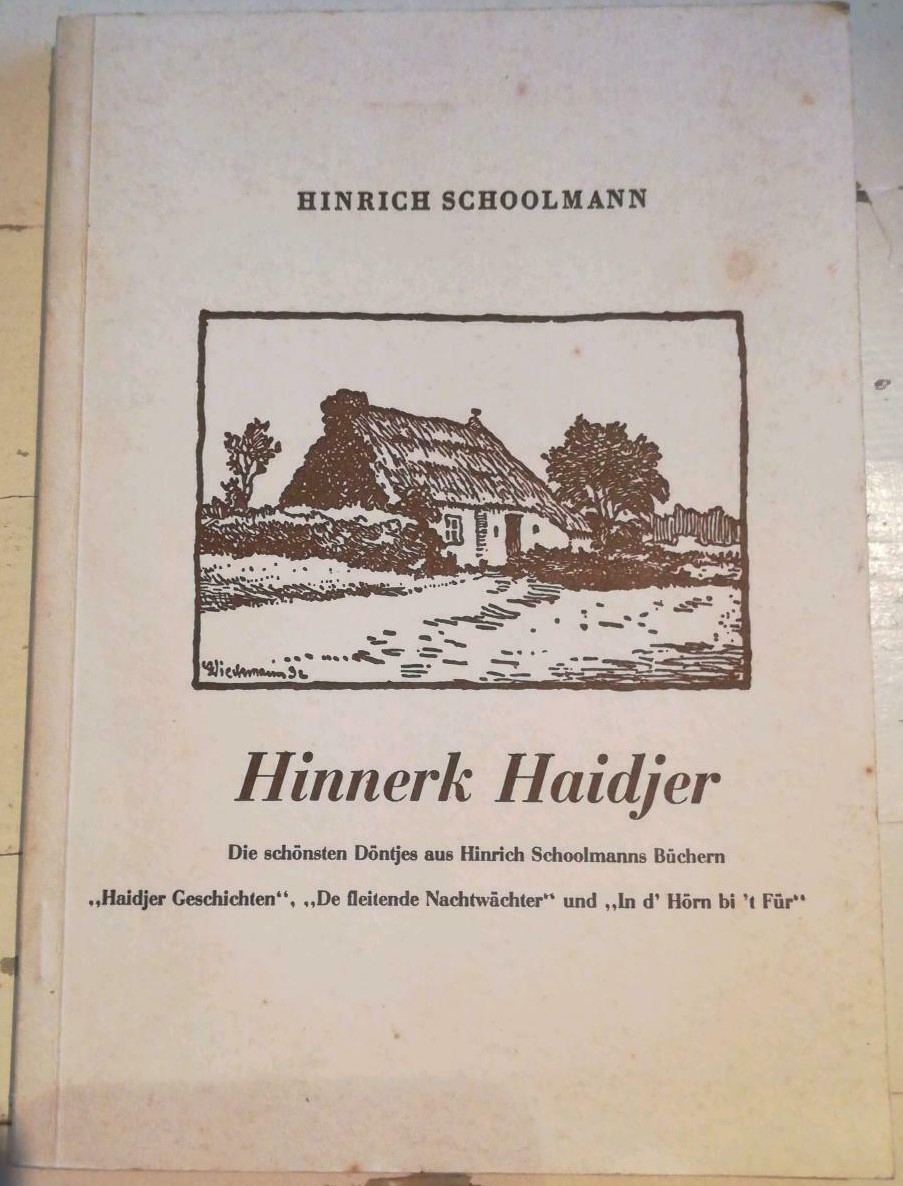 HINRICH SCHOOLMANN
Hinnerk Haidjer
Die schönsten Döntjes aus Hinrich Schoolmanns Büchern
„Haidjer Geschichten“, „De fleitende Nachtwächter“ und „In d’ Hörn bi ’t Für“